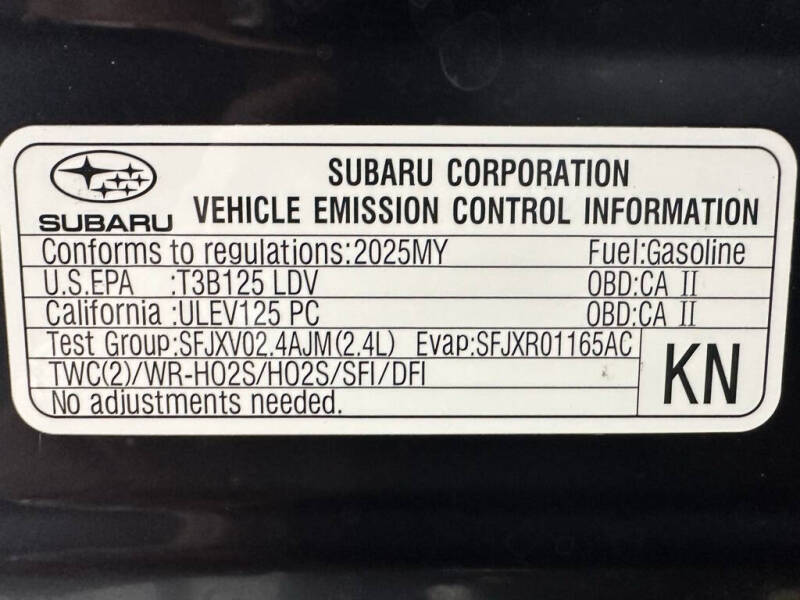 SUBARU CORPORATION
SUBARU VEHICLE EMISSION CONTROL INFORMATION
Conforms to regulations:2025MY Fuel:Gasoline
U.S.EPA :T3B125 LDV OBD:CA II
California :ULEV125 PC OBD:CA II
Test Group:SFJXV02.4AJM(2.4L) Evap:SFJXR01165AC
TWC(2)/WR-HO2S/HO2S/SFI/DFI
KN
No adjustments needed.